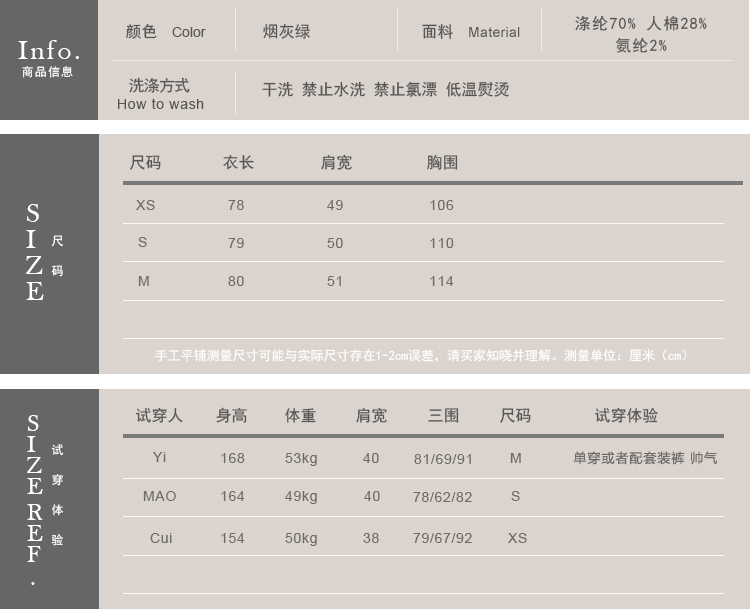 Info.
商品信息
颜色 Color 烟灰绿 面料 Material 涤纶70% 人棉28%
氨纶2%
洗涤方式
How to wash
干洗 禁止水洗 禁止氯漂 低温熨烫
SIZE
尺码
尺码 衣长 肩宽 胸围
XS 78 49 106
S 79 50 110
M 80 51 114
手工平铺测量尺寸可能与实际尺寸存在1-2cm误差，请买家知晓并理解。测量单位：厘米（cm）
SIZE REF.
试穿体验
试穿人 身高 体重 肩宽 三围 尺码 试穿体验
Yi 168 53kg 40 81/69/91 M 单穿或者配套装裤 帅气
MAO 164 49kg 40 78/62/82 S
Cui 154 50kg 38 79/67/92 XS